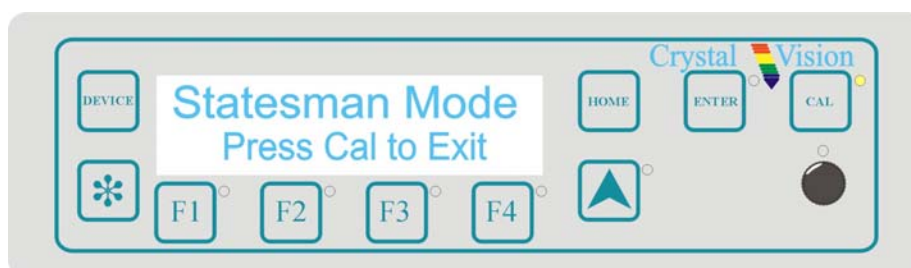 Crystal Vision
DEVICE
Statesman Mode
Press Cal to Exit
HOME
ENTER
CAL
F1
F2
F3
F4